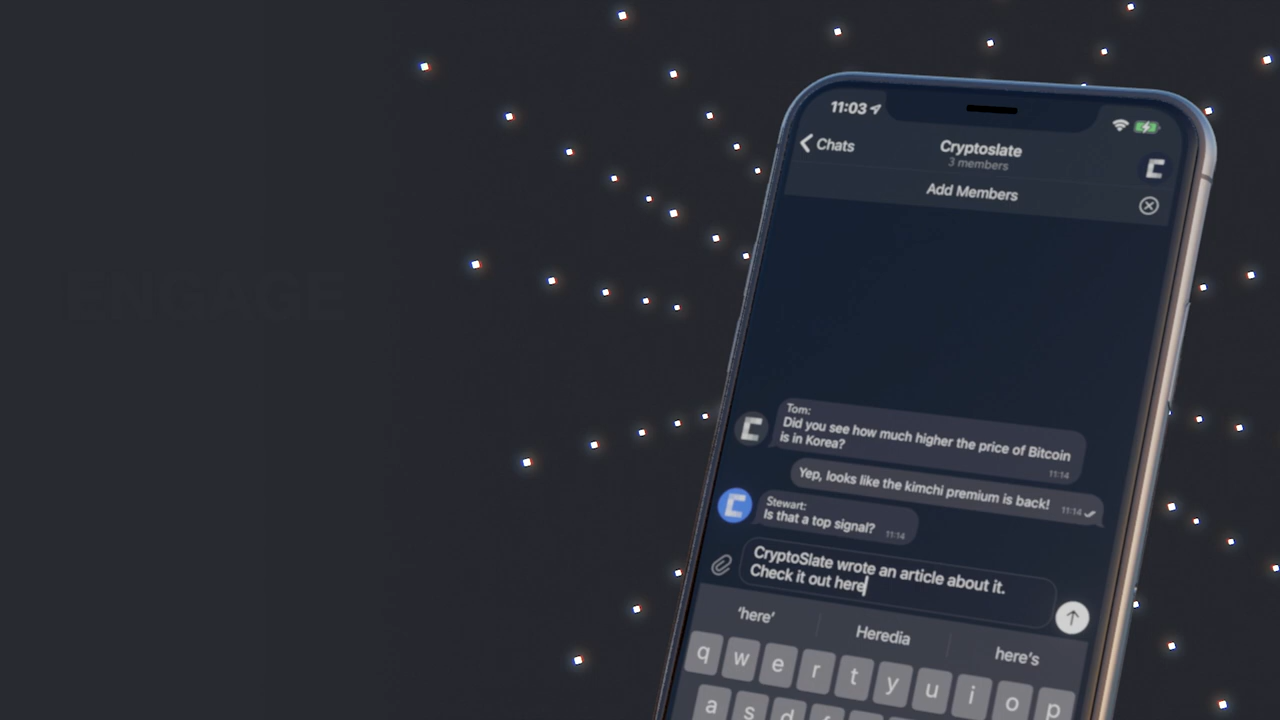 ENGAGE
11:03
Chats
Cryptoslate
3 members
Add Members
Tom:
Did you see how much higher the price of Bitcoin
is in Korea?
11:14
Yep, looks like the kimchi premium is back!
11:14
Stewart:
Is that a top signal?
11:14
CryptoSlate wrote an article about it.
Check it out here
'here'
Heredia
here's
q w e r t y u i o p
a s d